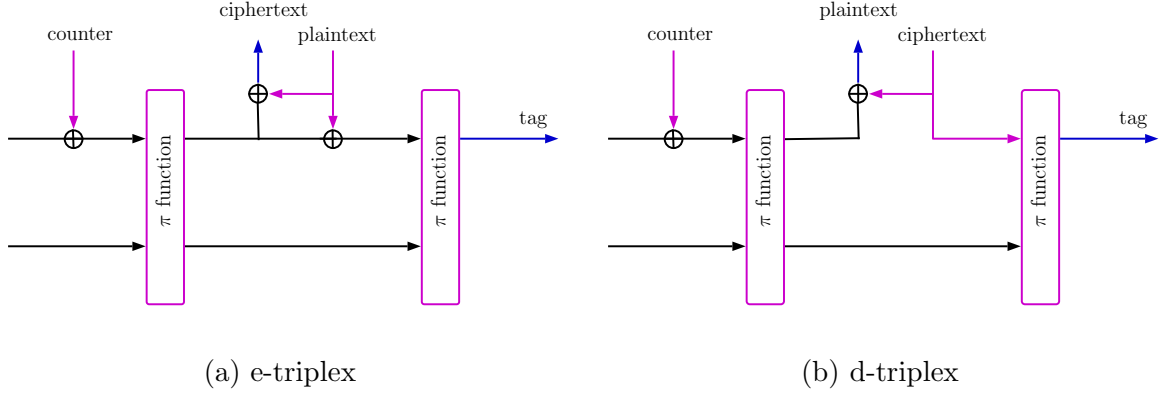 ciphertext
counter
plaintext
π function
π function
tag
(a) e-triplex
plaintext
counter
ciphertext
π function
π function
tag
(b) d-triplex